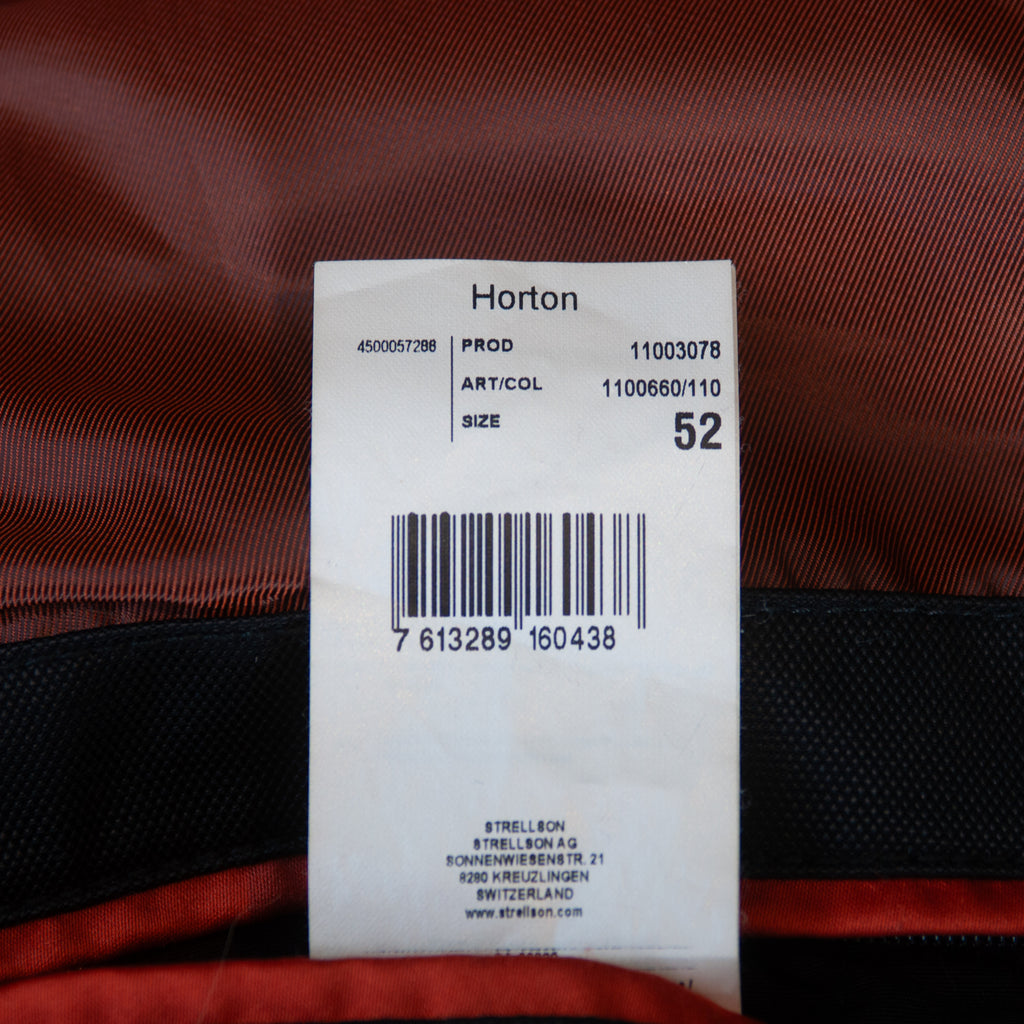 Horton
4500057286 PROD 11003078
ART/COL 1100660/110
SIZE 52
7 613289 160438
STRELLSON
STRELLSON AG
SONNENWIESENSTR. 21
8280 KREUZLINGEN
SWITZERLAND
www.strellson.com